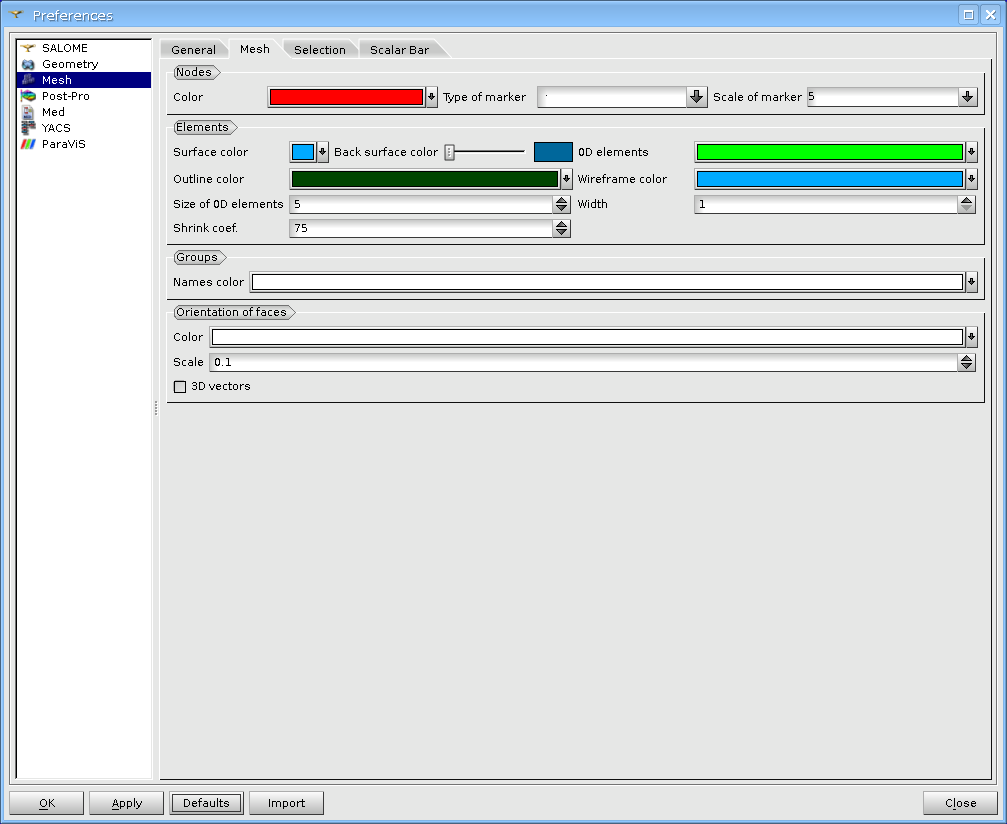 Preferences
SALOME
Geometry
Mesh
Post-Pro
Med
YACS
ParaViS
General Mesh Selection Scalar Bar
Nodes
Color Type of marker Scale of marker 5
Elements
Surface color Back surface color 0D elements
Outline color Wireframe color
Size of 0D elements 5 Width 1
Shrink coef. 75
Groups
Names color
Orientation of faces
Color
Scale 0.1
3D vectors
OK Apply Defaults Import Close